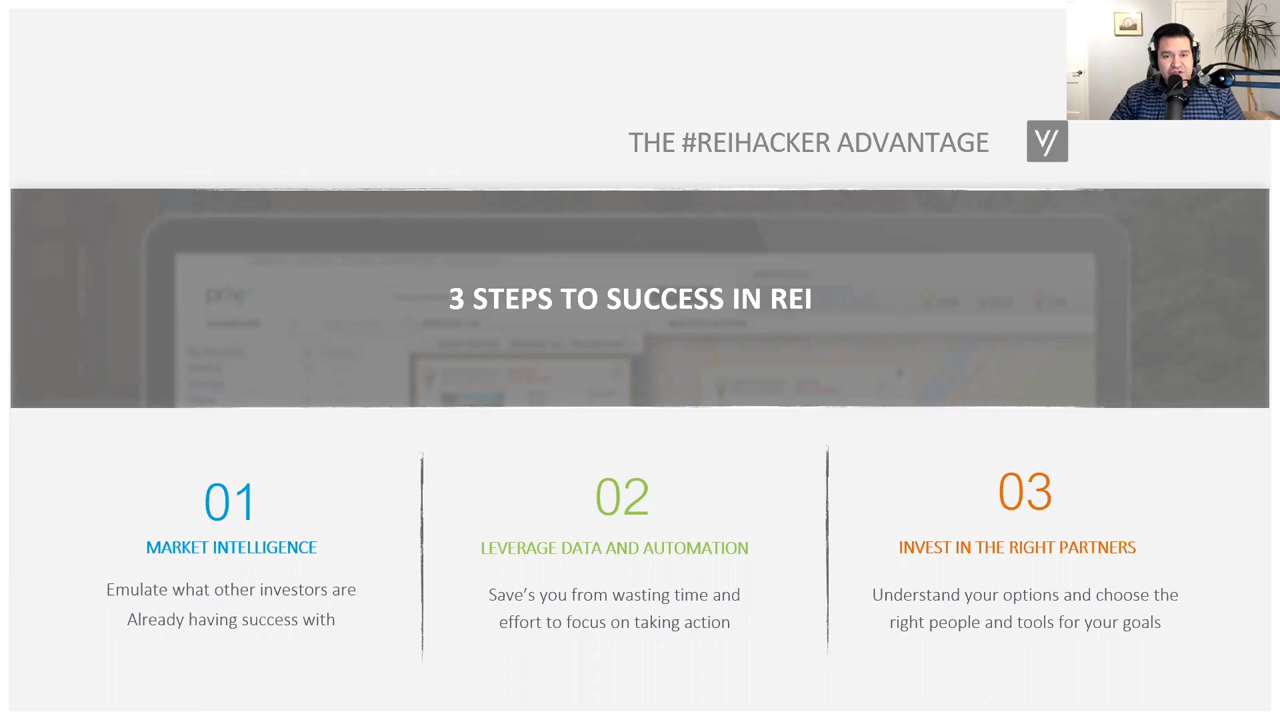 THE #REIHACKER ADVANTAGE
3 STEPS TO SUCCESS IN REI
01
MARKET INTELLIGENCE
Emulate what other investors are
Already having success with
02
LEVERAGE DATA AND AUTOMATION
Save's you from wasting time and
effort to focus on taking action
03
INVEST IN THE RIGHT PARTNERS
Understand your options and choose the
right people and tools for your goals